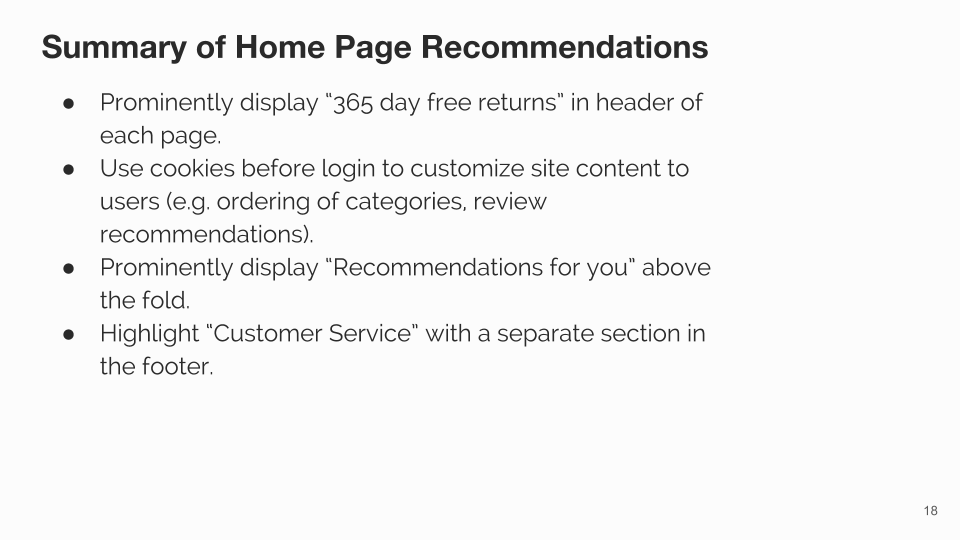 Summary of Home Page Recommendations
● Prominently display “365 day free returns” in header of
each page.
● Use cookies before login to customize site content to
users (e.g. ordering of categories, review
recommendations).
● Prominently display “Recommendations for you” above
the fold.
● Highlight “Customer Service” with a separate section in
the footer.
18